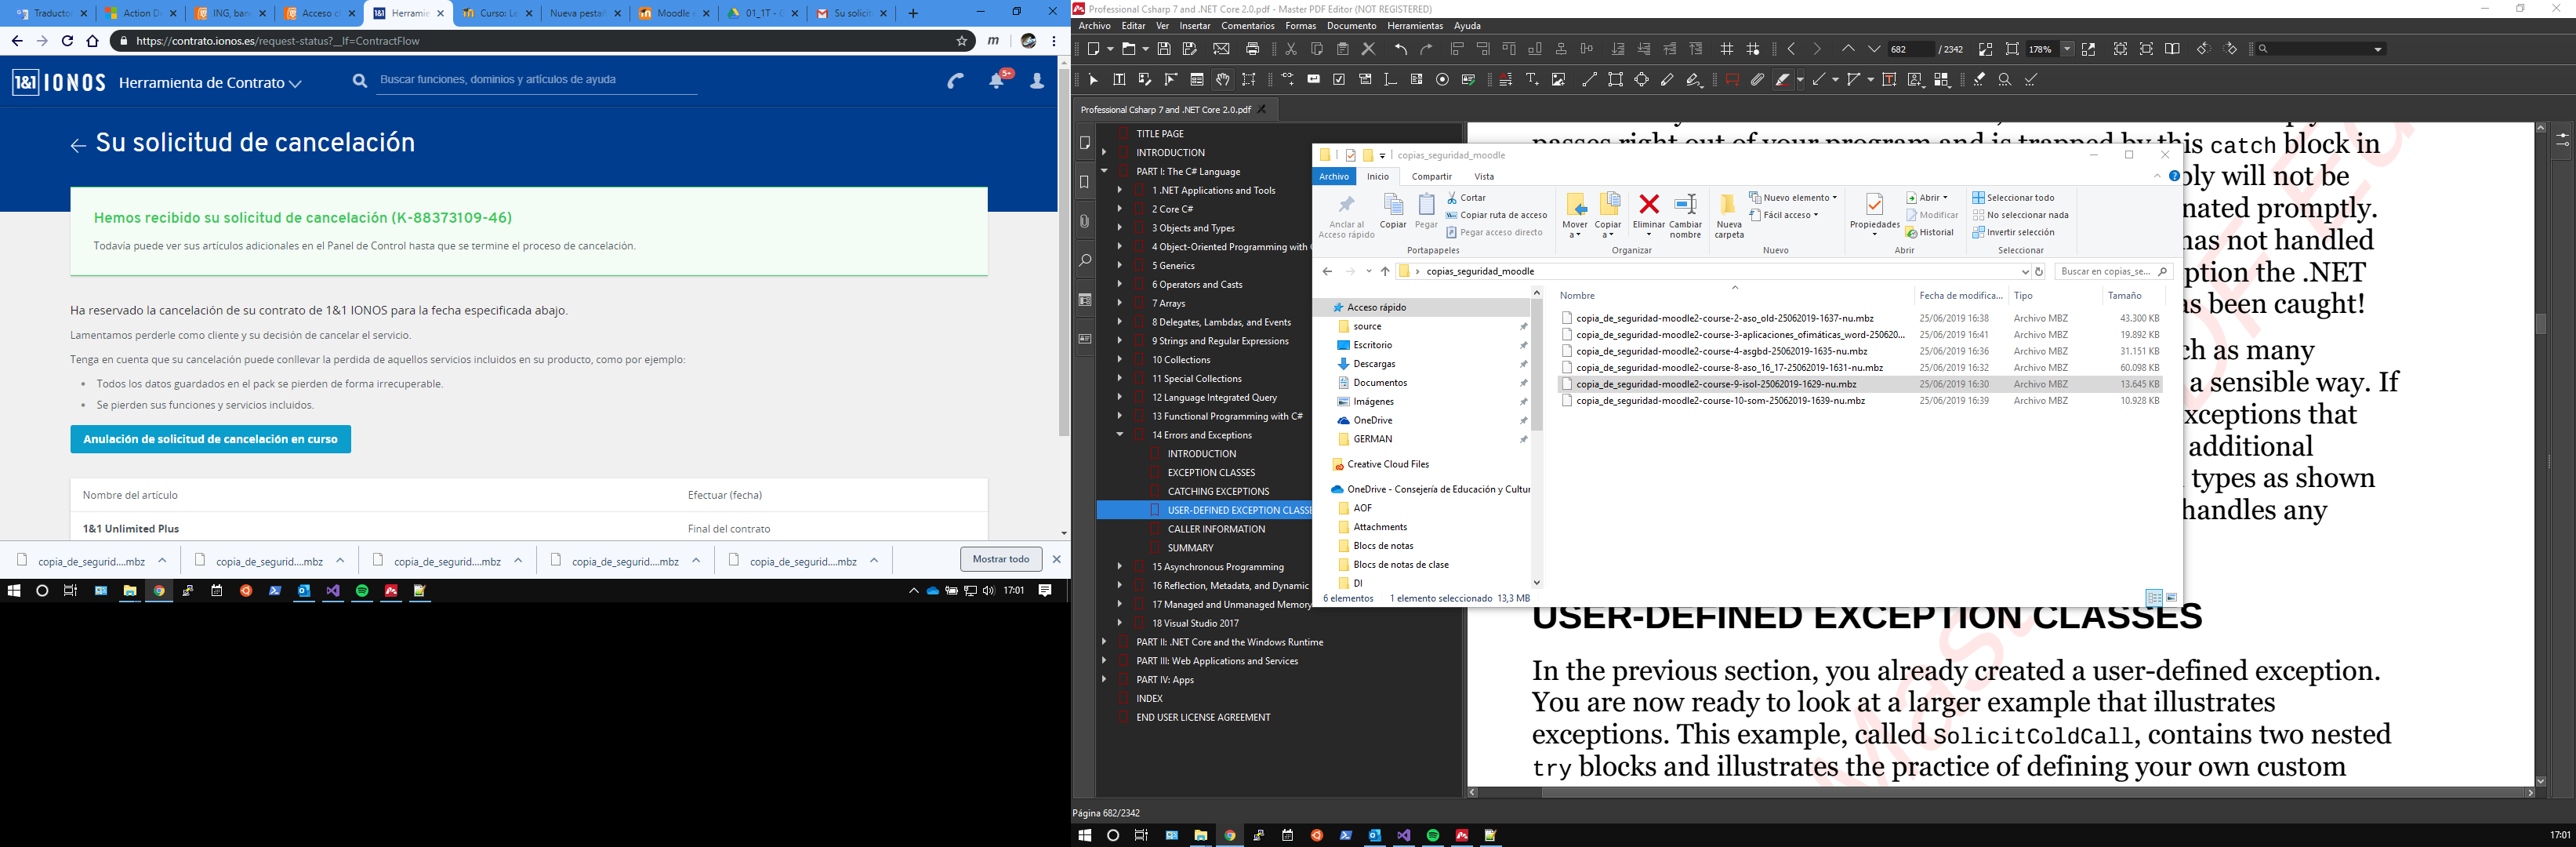 Traducto
Action De
ING, ban
Acceso cl
Herramie
Curso: Le
Nueva pestañ
Moodle e
01_1T - G
Su solicit
https://contrato.ionos.es/request-status?__lf=ContractFlow
1&1 IONOS Herramienta de Contrato
Buscar funciones, dominios y artículos de ayuda
5+
Su solicitud de cancelación
Hemos recibido su solicitud de cancelación (K-88373109-46)
Todavía puede ver sus artículos adicionales en el Panel de Control hasta que se termine el proceso de cancelación.
Ha reservado la cancelación de su contrato de 1&1 IONOS para la fecha especificada abajo.
Lamentamos perderle como cliente y su decisión de cancelar el servicio.
Tenga en cuenta que su cancelación puede conllevar la perdida de aquellos servicios incluidos en su producto, como por ejemplo:
• Todos los datos guardados en el pack se pierden de forma irrecuperable.
• Se pierden sus funciones y servicios incluidos.
Anulación de solicitud de cancelación en curso
Nombre del artículo Efectuar (fecha)
1&1 Unlimited Plus Final del contrato
copia_de_segurid....mbz copia_de_segurid....mbz copia_de_segurid....mbz copia_de_segurid....mbz copia_de_segurid....mbz Mostrar todo
17:01
Professional Csharp 7 and .NET Core 2.0.pdf - Master PDF Editor (NOT REGISTERED)
Archivo Editar Ver Insertar Comentarios Formas Documento Herramientas Ayuda
682 / 2342 178%
Professional Csharp 7 and .NET Core 2.0.pdf
TITLE PAGE
INTRODUCTION
PART I: The C# Language
1 .NET Applications and Tools
2 Core C#
3 Objects and Types
4 Object-Oriented Programming with
5 Generics
6 Operators and Casts
7 Arrays
8 Delegates, Lambdas, and Events
9 Strings and Regular Expressions
10 Collections
11 Special Collections
12 Language Integrated Query
13 Functional Programming with C#
14 Errors and Exceptions
INTRODUCTION
EXCEPTION CLASSES
CATCHING EXCEPTIONS
USER-DEFINED EXCEPTION CLASSE
CALLER INFORMATION
SUMMARY
15 Asynchronous Programming
16 Reflection, Metadata, and Dynamic
17 Managed and Unmanaged Memory
18 Visual Studio 2017
PART II: .NET Core and the Windows Runtime
PART III: Web Applications and Services
PART IV: Apps
INDEX
END USER LICENSE AGREEMENT
Página 682/2342
passes right out of your program and is trapped by this catch block in
ply will not be
nated promptly.
has not handled
ption the .NET
as been caught!
ch as many
a sensible way. If
xceptions that
additional
types as shown
handles any
USER-DEFINED EXCEPTION CLASSES
In the previous section, you already created a user-defined exception.
You are now ready to look at a larger example that illustrates
exceptions. This example, called SolicitColdCall, contains two nested
try blocks and illustrates the practice of defining your own custom
copias_seguridad_moodle
Archivo Inicio Compartir Vista
Anclar al Acceso rápido
Copiar
Pegar
Cortar
Copiar ruta de acceso
Pegar acceso directo
Portapapeles
Mover a
Copiar a
Eliminar
Cambiar nombre
Organizar
Nueva carpeta
Nuevo elemento
Fácil acceso
Nuevo
Propiedades
Abrir
Modificar
Historial
Abrir
Seleccionar todo
No seleccionar nada
Invertir selección
Seleccionar
copias_seguridad_moodle
Buscar en copias_se...
Acceso rápido
source
Escritorio
Descargas
Documentos
Imágenes
OneDrive
GERMAN
Creative Cloud Files
OneDrive - Consejería de Educación y Cultur
AOF
Attachments
Blocs de notas
Blocs de notas de clase
DI
Nombre Fecha de modifica... Tipo Tamaño
copia_de_seguridad-moodle2-course-2-aso_old-25062019-1637-nu.mbz 25/06/2019 16:38 Archivo MBZ 43.300 KB
copia_de_seguridad-moodle2-course-3-aplicaciones_ofimáticas_word-250620... 25/06/2019 16:41 Archivo MBZ 19.892 KB
copia_de_seguridad-moodle2-course-4-asgbd-25062019-1635-nu.mbz 25/06/2019 16:36 Archivo MBZ 31.151 KB
copia_de_seguridad-moodle2-course-8-aso_16_17-25062019-1631-nu.mbz 25/06/2019 16:32 Archivo MBZ 60.098 KB
copia_de_seguridad-moodle2-course-9-isol-25062019-1629-nu.mbz 25/06/2019 16:30 Archivo MBZ 13.645 KB
copia_de_seguridad-moodle2-course-10-som-25062019-1639-nu.mbz 25/06/2019 16:39 Archivo MBZ 10.928 KB
6 elementos 1 elemento seleccionado 13,3 MB
17:01